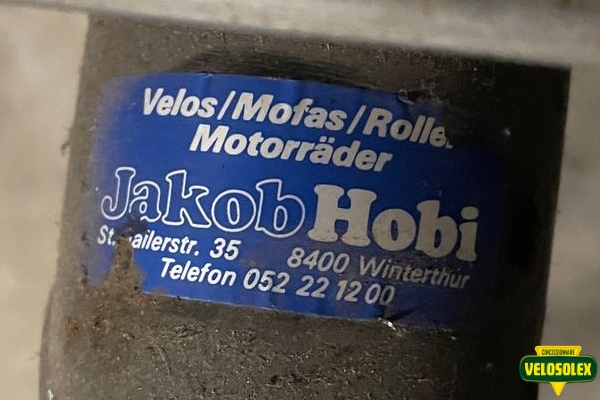 Velos/Mofas/Rolle
Motorräder
Jakob Hobi
35 8400 Winterthur
Telefon 052 22 12 00
CONCESSIONNAIRE
VELOSOLEX